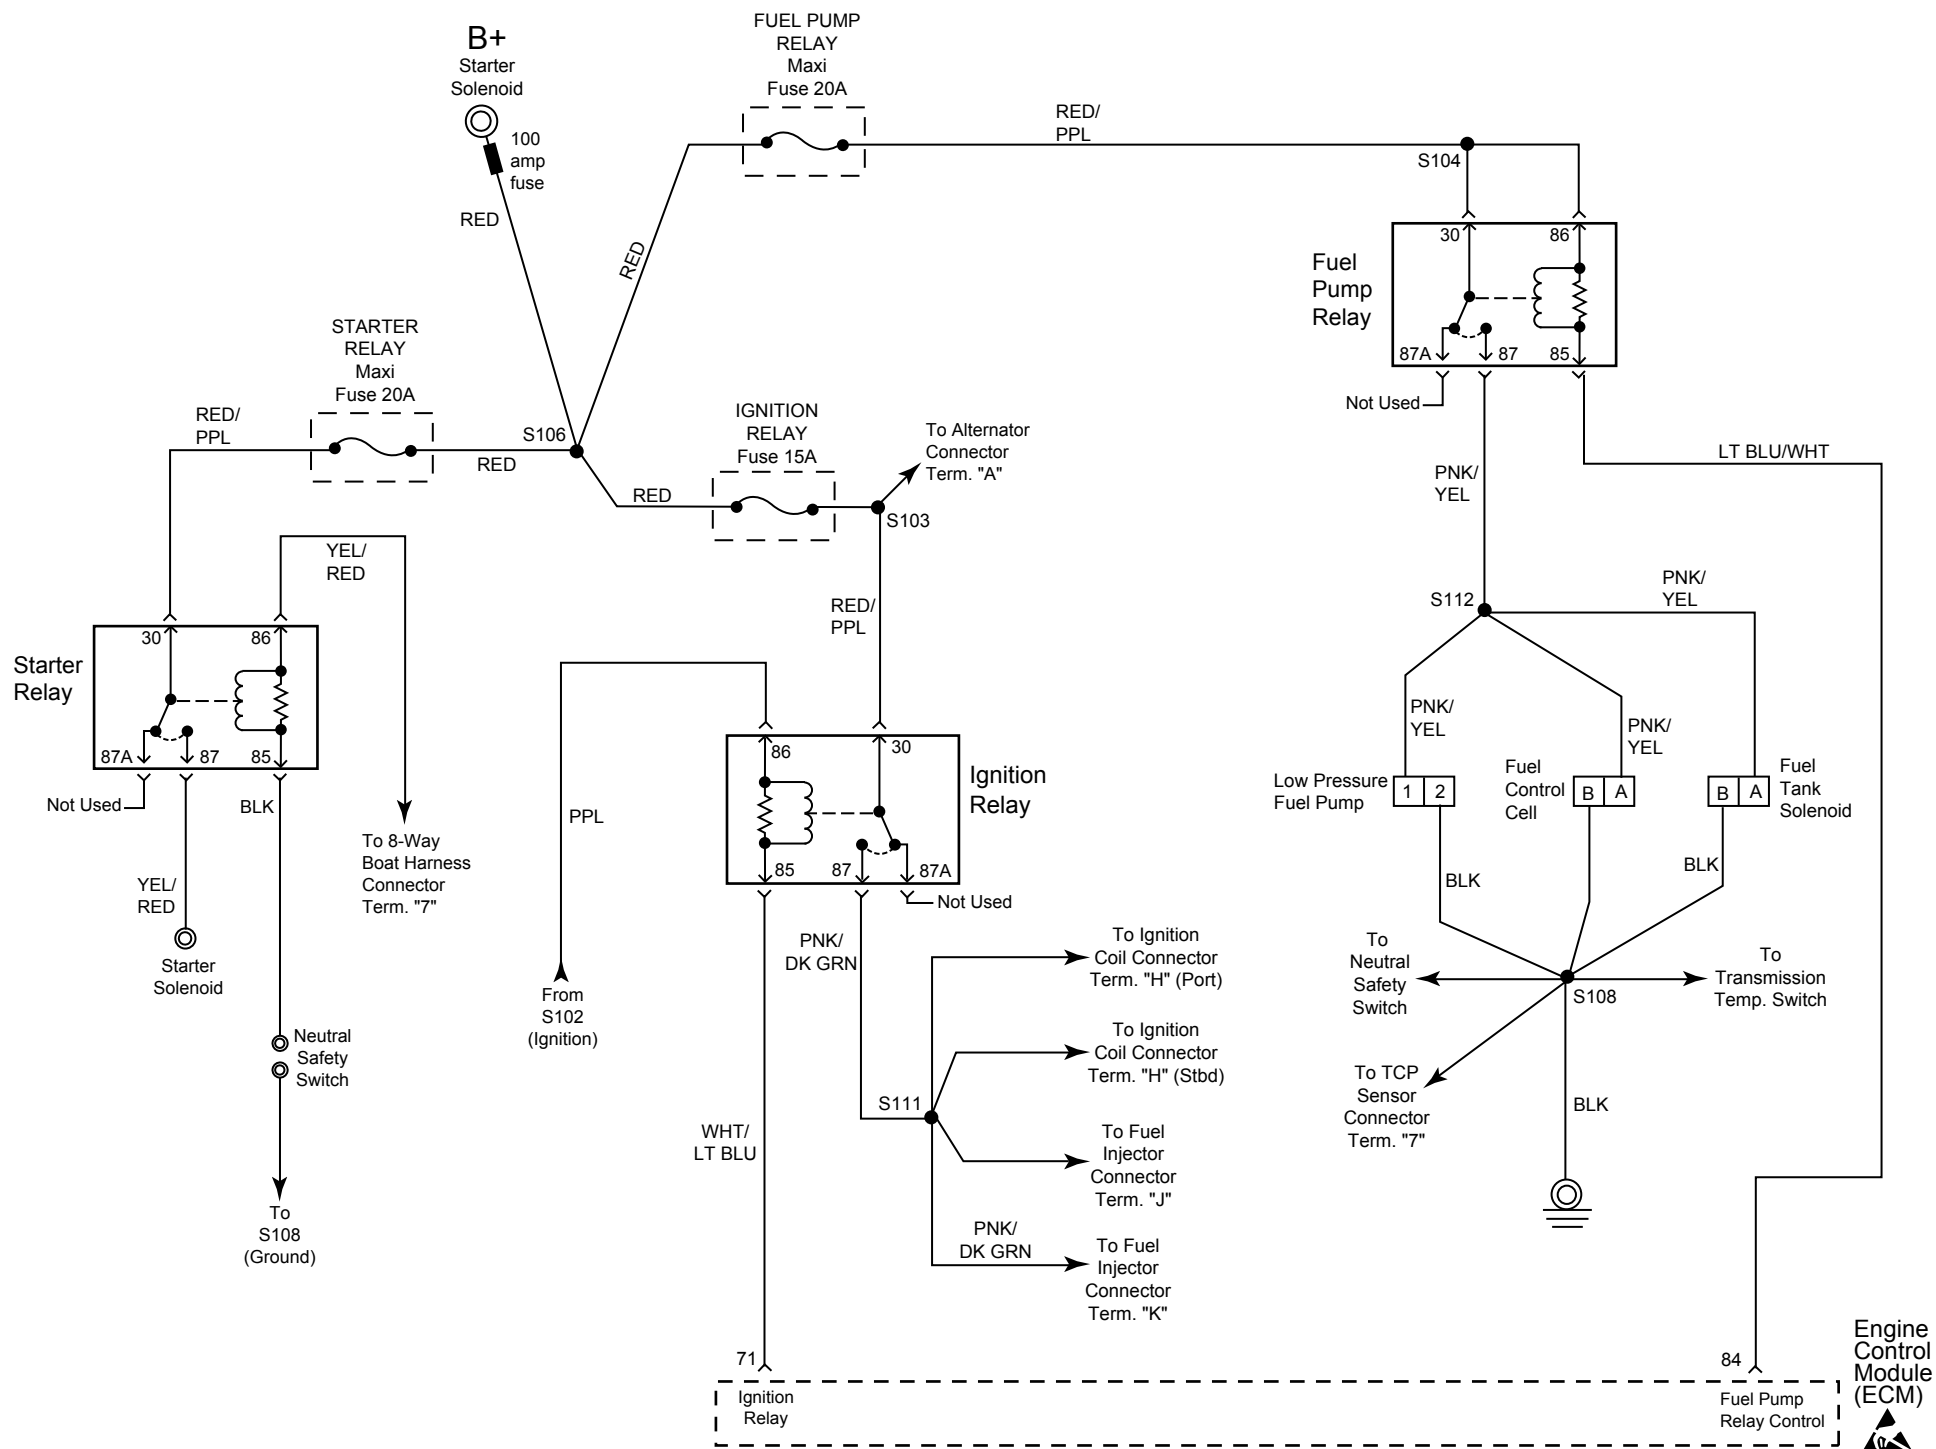 B+
Starter
Solenoid
100
amp
fuse
RED
FUEL PUMP
RELAY
Maxi
Fuse 20A
RED/
PPL
S104
RED
30
86
Fuel
Pump
Relay
87A
87
85
Not Used
STARTER
RELAY
Maxi
Fuse 20A
RED/
PPL
RED
S106
IGNITION
RELAY
Fuse 15A
RED
To Alternator
Connector
Term. "A"
S103
LT BLU/WHT
PNK/
YEL
YEL/
RED
RED/
PPL
S112
PNK/
YEL
30
86
Starter
Relay
87A
87
85
Not Used
BLK
YEL/
RED
Starter
Solenoid
To 8-Way
Boat Harness
Connector
Term. "7"
Neutral
Safety
Switch
To
S108
(Ground)
PPL
From
S102
(Ignition)
86
30
Ignition
Relay
85
87
87A
Not Used
PNK/
DK GRN
To Ignition
Coil Connector
Term. "H" (Port)
To Ignition
Coil Connector
Term. "H" (Stbd)
S111
To Fuel
Injector
Connector
Term. "J"
PNK/
DK GRN
To Fuel
Injector
Connector
Term. "K"
WHT/
LT BLU
PNK/
YEL
PNK/
YEL
Low Pressure
Fuel Pump
1 2
Fuel
Control
Cell
B A
B A
Fuel
Tank
Solenoid
BLK
BLK
To
Neutral
Safety
Switch
S108
To
Transmission
Temp. Switch
To TCP
Sensor
Connector
Term. "7"
BLK
71
84
Ignition
Relay
Fuel Pump
Relay Control
Engine
Control
Module
(ECM)